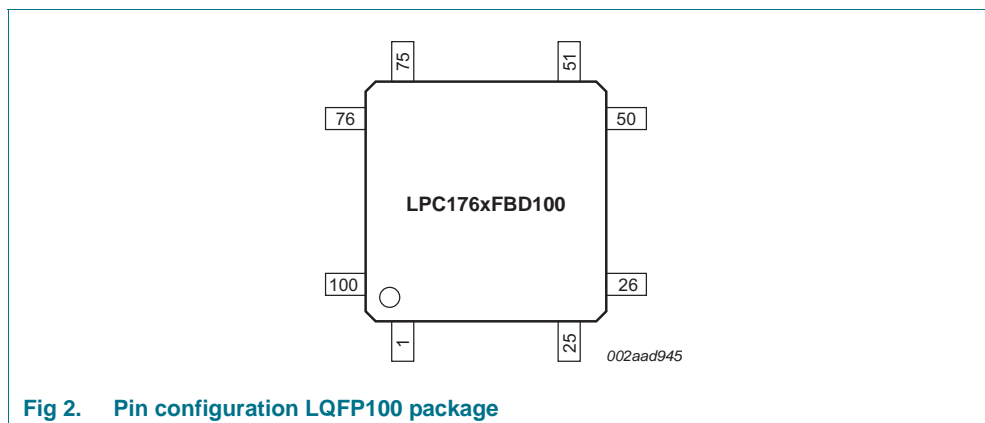 75 51
76 50
LPC176xFBD100
100 26
1 25
002aad945
Fig 2. Pin configuration LQFP100 package